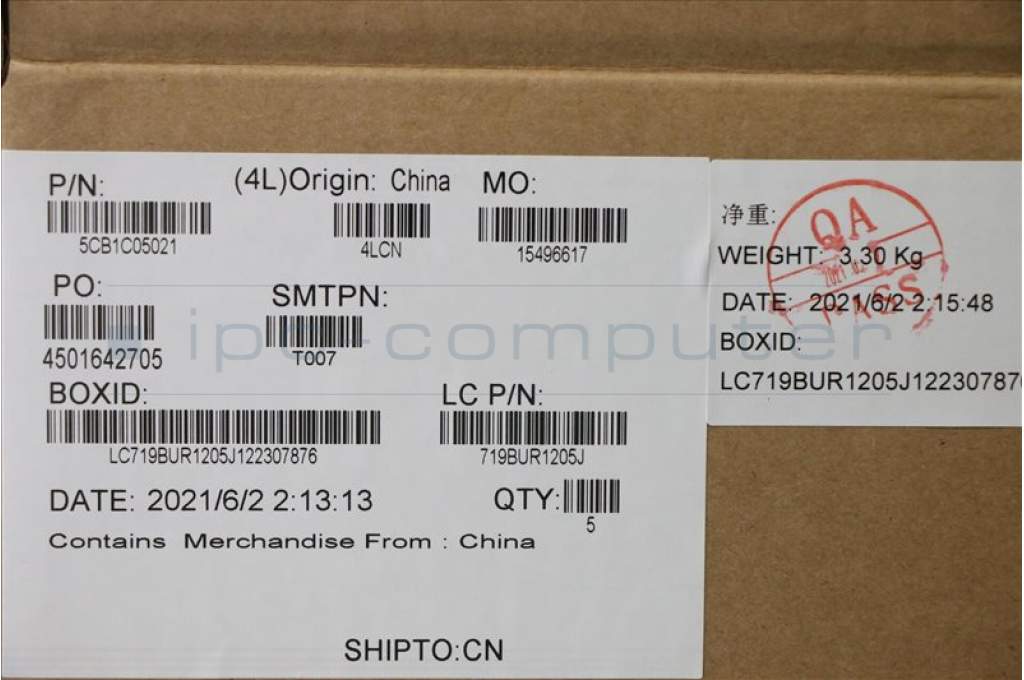 P/N: (4L)Origin: China MO:
5CB1C05021 4LCN 15496617
PO: SMTPN:
4501642705 T007
BOXID: LC P/N:
LC719BUR1205J122307876 719BUR1205J
DATE: 2021/6/2 2:13:13 QTY:
5
Contains Merchandise From : China
SHIPTO:CN
净重:
WEIGHT: 3.30 Kg
DATE: 2021/6/2 2:15:48
BOXID:
LC719BUR1205J12230787
QA
PASS
ipc-computer